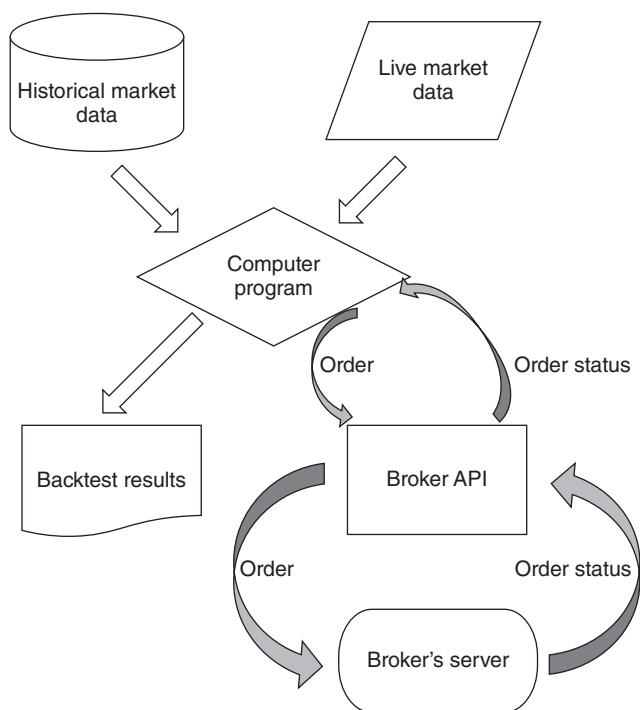 Historical market
data
Live market
data
Computer
program
Order
Order status
Backtest results
Broker API
Order
Order status
Broker's server